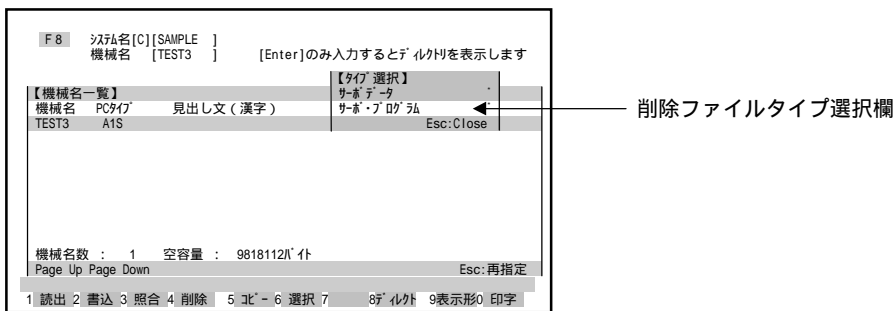 F8 ｼｽﾃﾑ名[C][SAMPLE ]
機械名 [TEST3 ] [Enter]のみ入力するとﾃﾞｨﾚｸﾄﾘを表示します
【ﾀｲﾌﾟ選択】
【機械名一覧】 ｻｰﾎﾞﾃﾞｰﾀ
機械名 PCﾀｲﾌﾟ 見出し文(漢字) ｻｰﾎﾞ･ﾌﾟﾛｸﾞﾗﾑ
削除ファイルタイプ選択欄
TEST3 A1S Esc:Close
機械名数 : 1 空容量 : 9818112ﾊﾞｲﾄ
Page Up Page Down Esc:再指定
1 読出 2 書込 3 照合 4 削除 5 ｺﾋﾟｰ 6 選択 7 8ﾃﾞｨﾚｸﾄ 9表示形0 印字